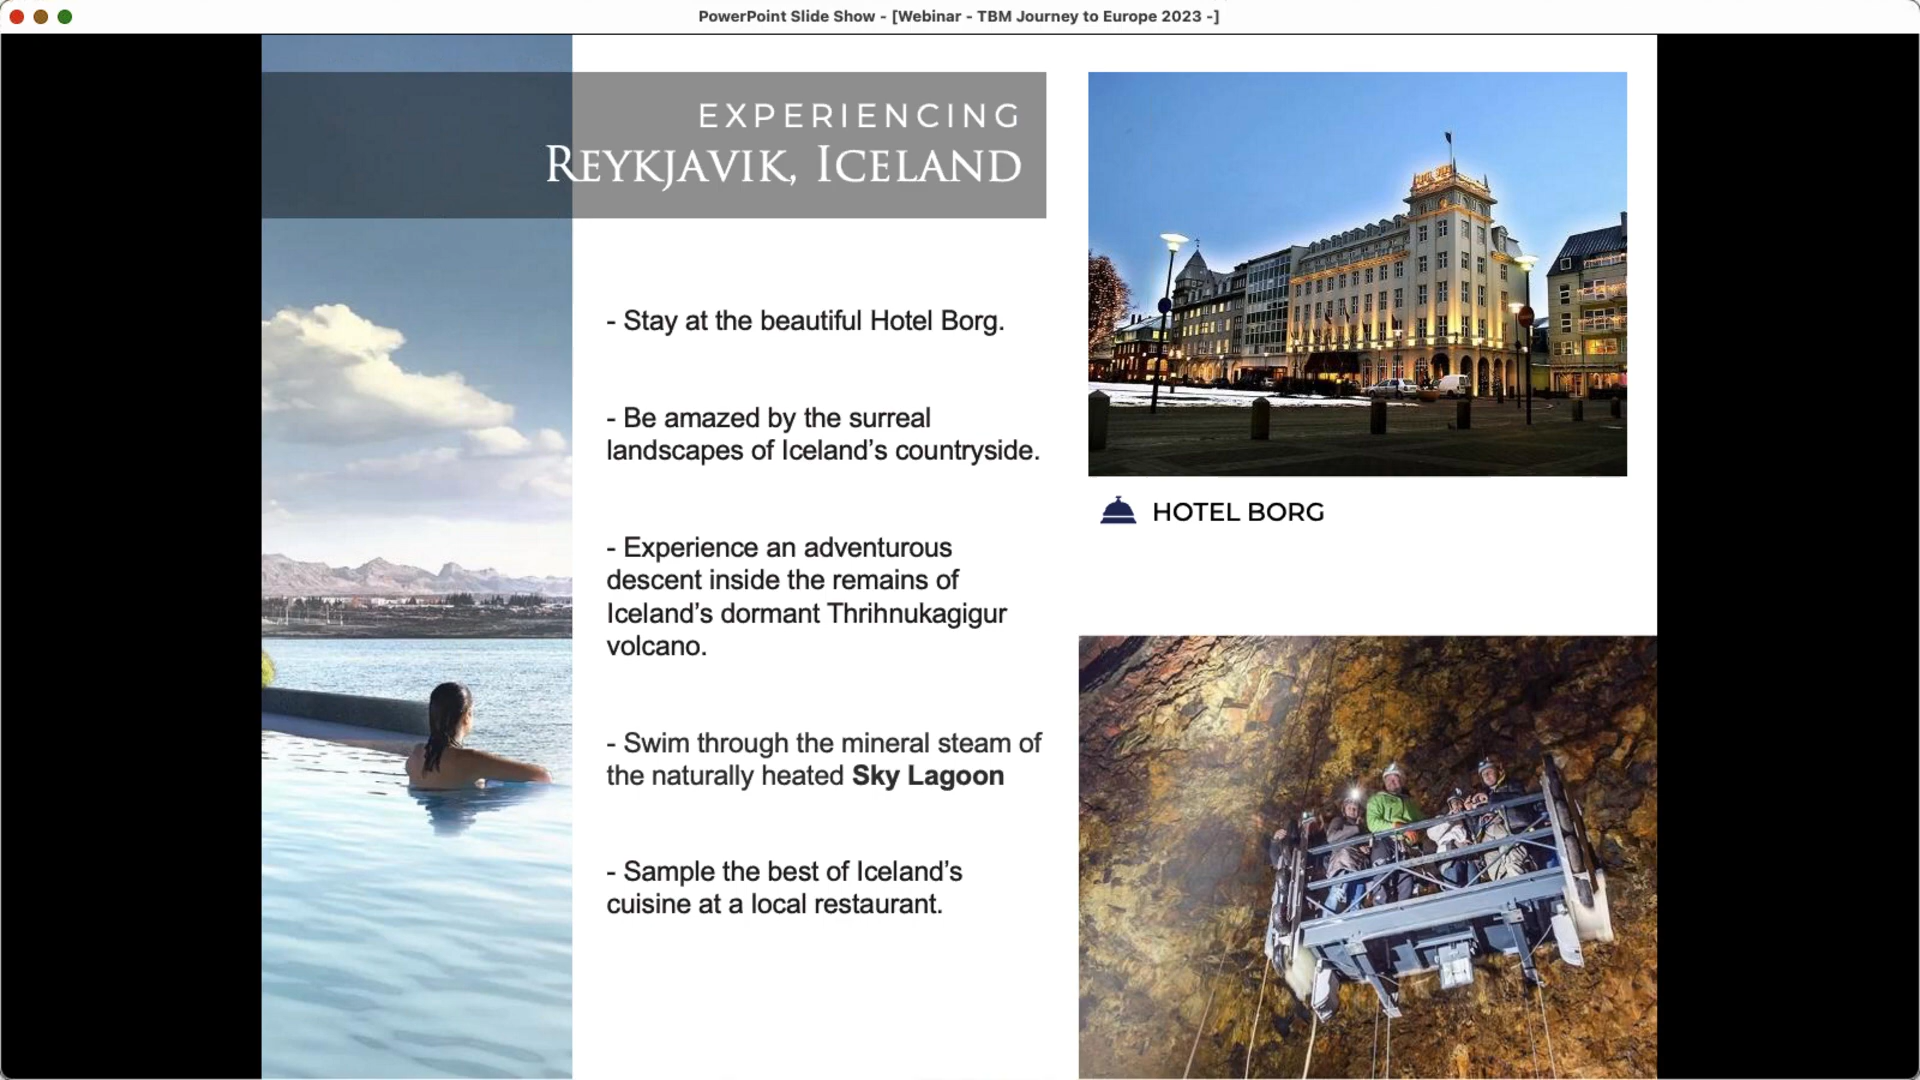 PowerPoint Slide Show - [Webinar - TBM Journey to Europe 2023 -]
EXPERIENCING
REYKJAVIK, ICELAND
- Stay at the beautiful Hotel Borg.
- Be amazed by the surreal
landscapes of Iceland’s countryside.
- Experience an adventurous
descent inside the remains of
Iceland’s dormant Thrihnukagigur
volcano.
- Swim through the mineral steam of
the naturally heated Sky Lagoon
- Sample the best of Iceland’s
cuisine at a local restaurant.
HOTEL BORG